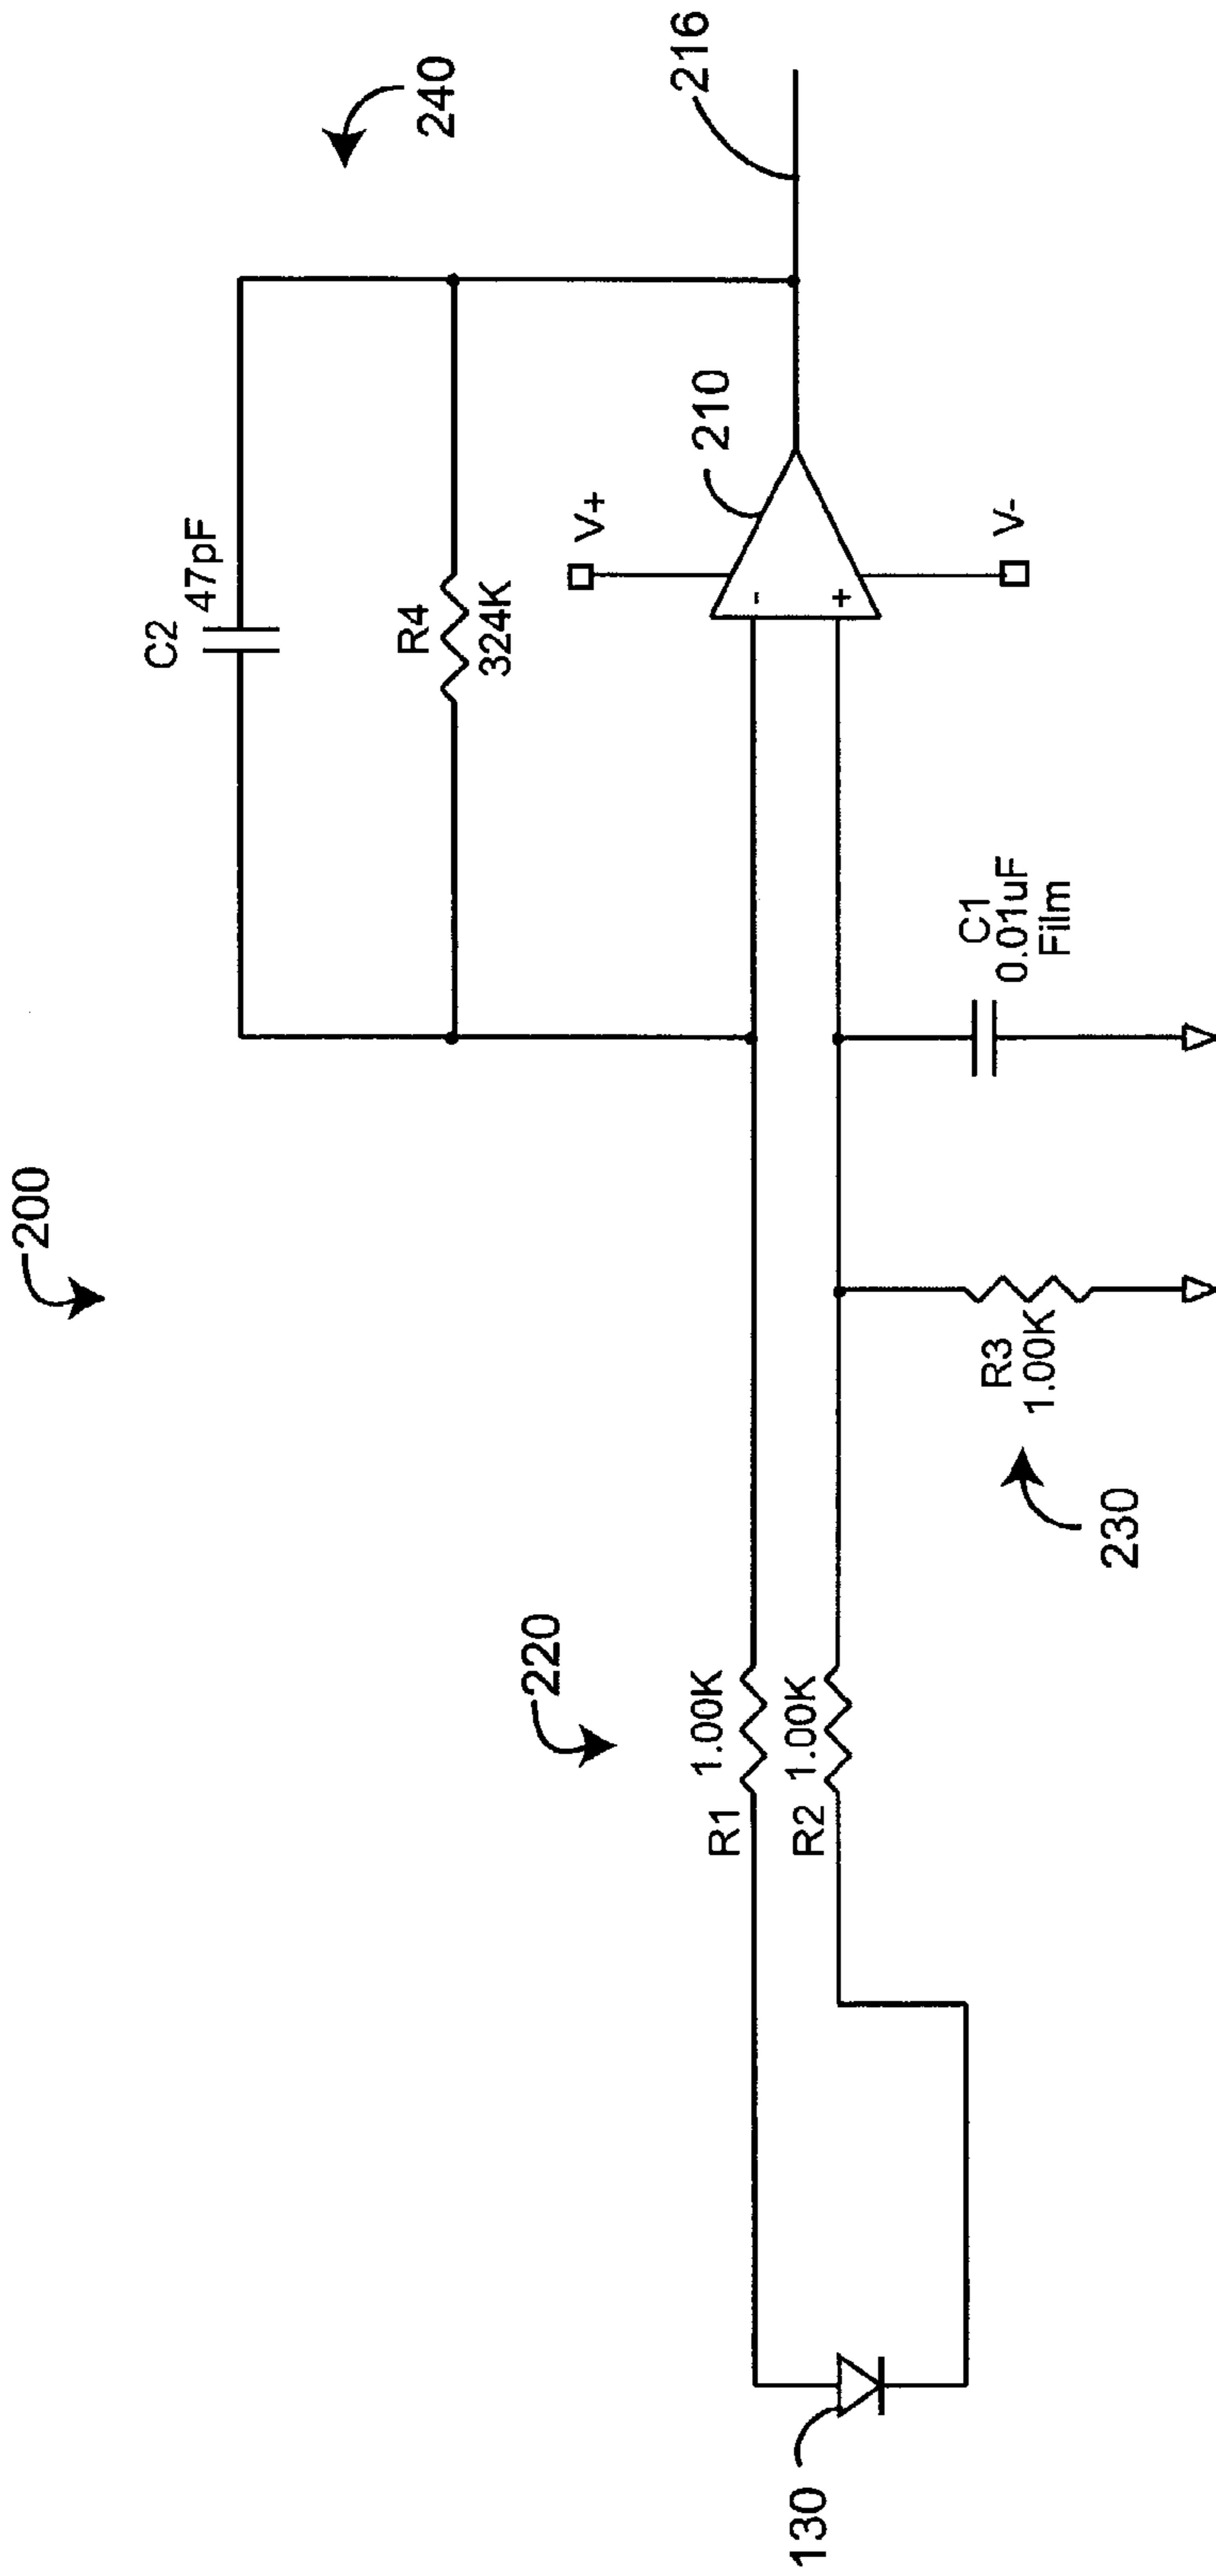 200
240
C2
47pF
R4
324K
V+
210
216
-
+
V-
220
R1
1.00K
R2
1.00K
C1
0.01uF
Film
R3
1.00K
230
130